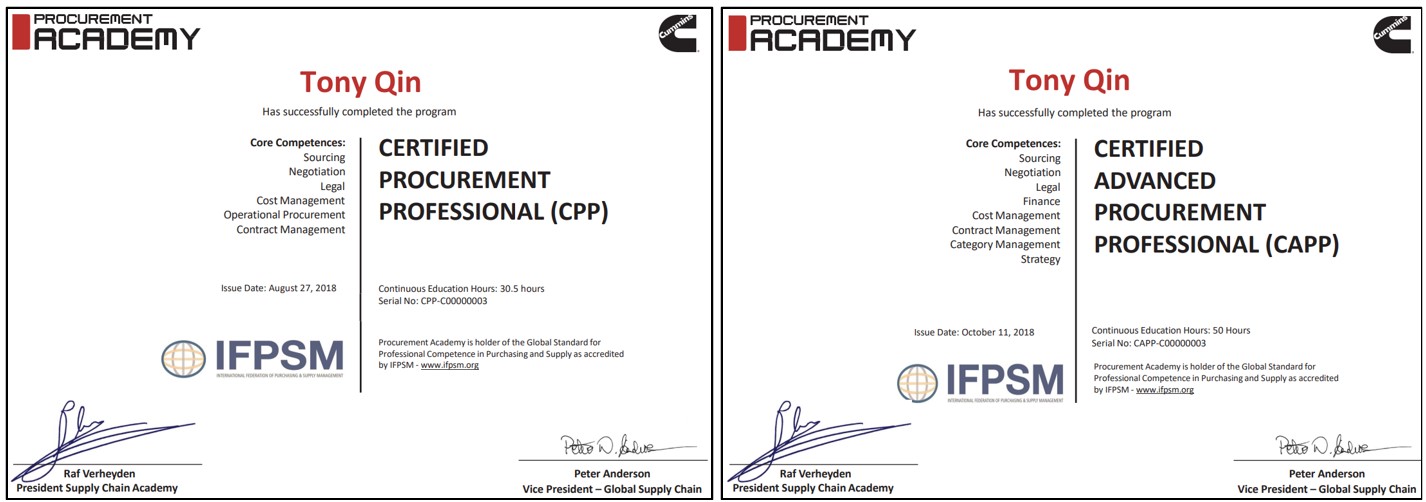 PROCUREMENT
ACADEMY
Cummins
Tony Qin
Has successfully completed the program
Core Competences:
Sourcing
Negotiation
Legal
Cost Management
Operational Procurement
Contract Management
CERTIFIED
PROCUREMENT
PROFESSIONAL (CPP)
Issue Date: August 27, 2018
Continuous Education Hours: 30.5 hours
Serial No: CPP-C00000003
IFPSM
INTERNATIONAL FEDERATION OF PURCHASING & SUPPLY MANAGEMENT
Procurement Academy is holder of the Global Standard for
Professional Competence in Purchasing and Supply as accredited
by IFPSM - www.ifpsm.org
Raf Verheyden
President Supply Chain Academy
Peter Anderson
Vice President – Global Supply Chain
PROCUREMENT
ACADEMY
Cummins
Tony Qin
Has successfully completed the program
Core Competences:
Sourcing
Negotiation
Legal
Finance
Cost Management
Contract Management
Category Management
Strategy
CERTIFIED
ADVANCED
PROCUREMENT
PROFESSIONAL (CAPP)
Issue Date: October 11, 2018
Continuous Education Hours: 50 Hours
Serial No: CAPP-C00000003
IFPSM
INTERNATIONAL FEDERATION OF PURCHASING & SUPPLY MANAGEMENT
Procurement Academy is holder of the Global Standard for
Professional Competence in Purchasing and Supply as accredited
by IFPSM - www.ifpsm.org
Raf Verheyden
President Supply Chain Academy
Peter Anderson
Vice President – Global Supply Chain